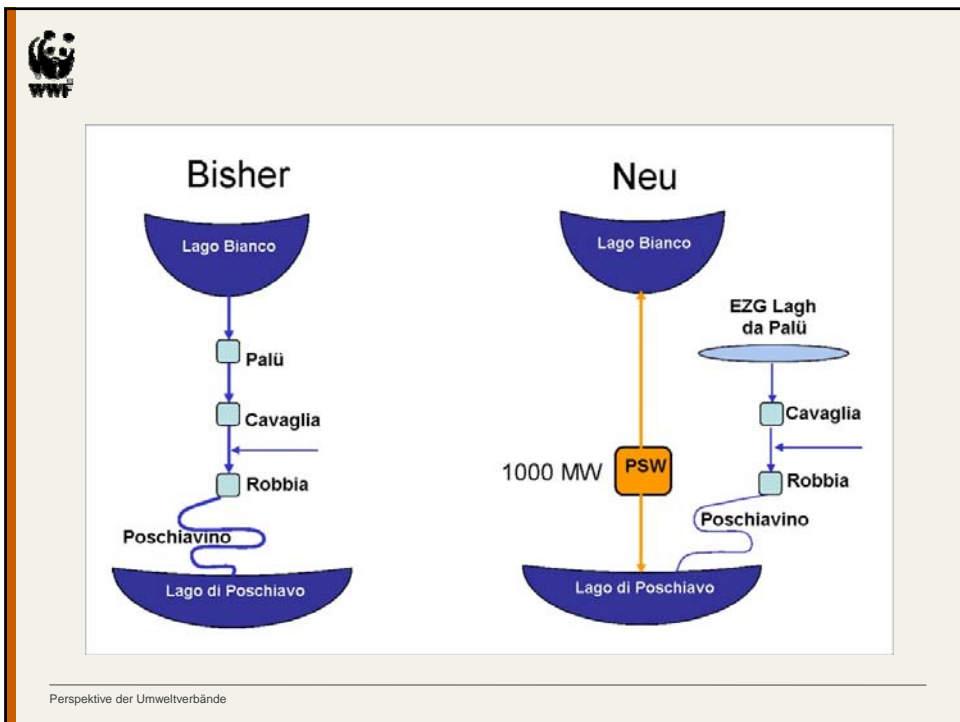 WWF
Bisher
Lago Bianco
Palü
Cavaglia
Robbia
Poschiavino
Lago di Poschiavo
Neu
Lago Bianco
EZG Lagh
da Palü
Cavaglia
1000 MW
PSW
Robbia
Poschiavino
Lago di Poschiavo
Perspektive der Umweltverbände